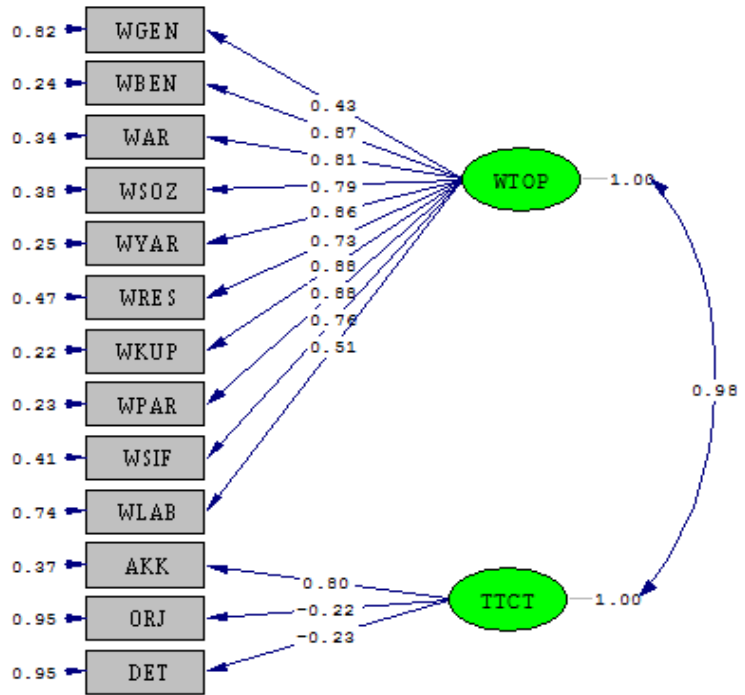 0.82 WGEN
0.24 WBEN 0.43
0.34 WAR 0.87
0.81
0.38 WSOZ 0.79 WTOP 1.00
0.25 WYAR 0.86
0.73
0.47 WRES 0.88
0.88
0.22 WKUP 0.76
0.51
0.23 WPAR 0.98
0.41 WSIF
0.74 WLAB
0.37 AKK 0.80
0.95 ORJ -0.22 TTCT 1.00
-0.23
0.95 DET